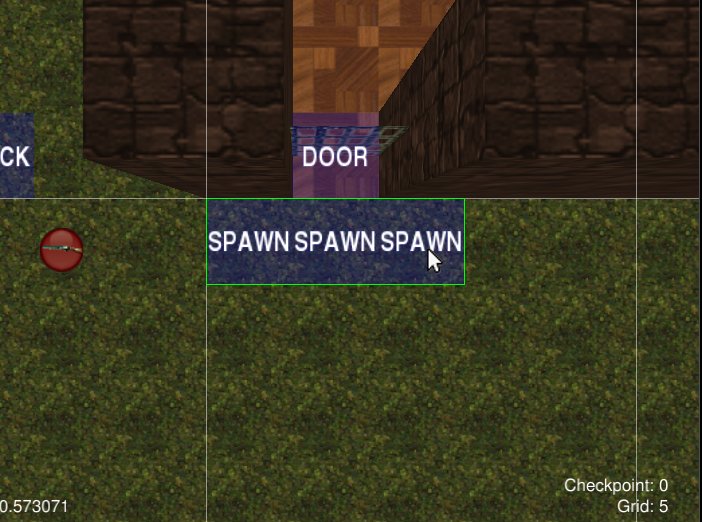 CK
DOOR
SPAWN SPAWN SPAWN
Checkpoint: 0
0.573071
Grid: 5